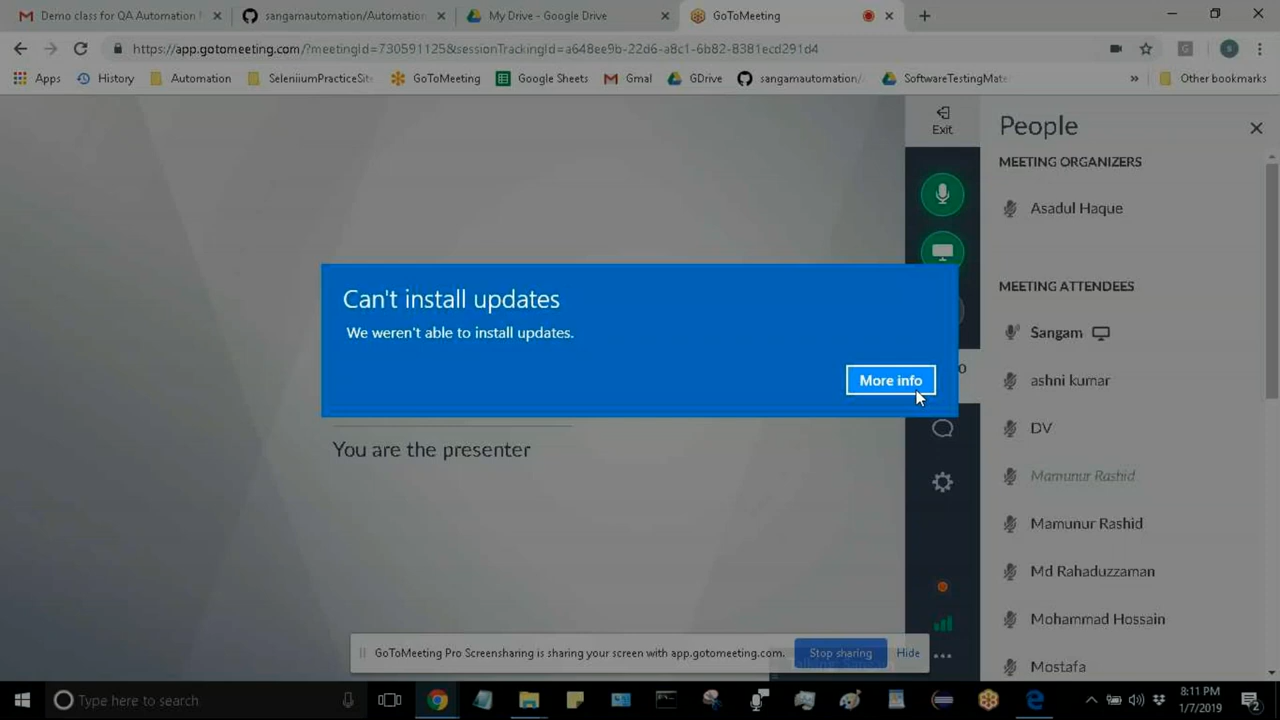 Demo class for QA Automation
sangamautomation/Automation
My Drive - Google Drive
GoToMeeting
https://app.gotomeeting.com/?meetingId=730591125&sessionTrackingId=a648ee9b-22d6-a8c1-6b82-8381ecd291d4
Apps
History
Automation
SeleniiumPracticeSit
GoToMeeting
Google Sheets
Gmal
GDrive
sangamautomation/
SoftwareTestingMate
»
Other bookmarks
Exit
People
MEETING ORGANIZERS
Asadul Haque
MEETING ATTENDEES
Sangam
ashni kumar
DV
Mamunur Rashid
Mamunur Rashid
Md Rahaduzzaman
Mohammad Hossain
Mostafa
Can't install updates
We weren't able to install updates.
More info
You are the presenter
GoToMeeting Pro Screensharing is sharing your screen with app.gotomeeting.com.
Stop sharing
Hide
Type here to search
8:11 PM
1/7/2019
2